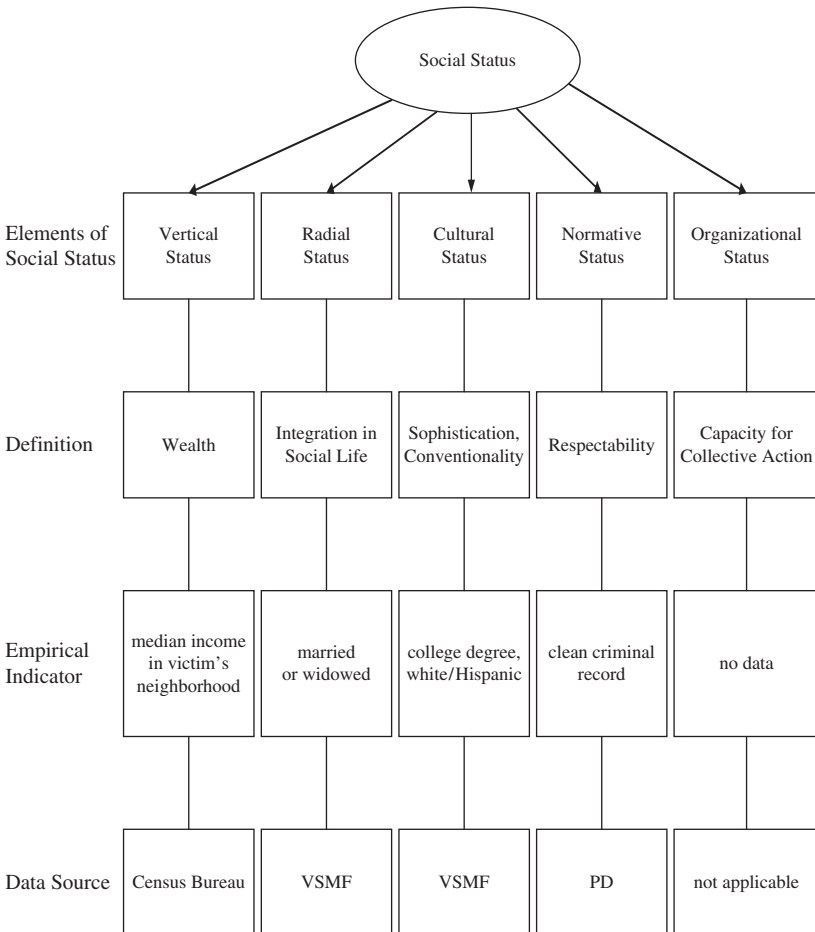 Social Status
Elements of
Social Status
Vertical
Status
Radial
Status
Cultural
Status
Normative
Status
Organizational
Status
Definition
Wealth
Integration in
Social Life
Sophistication,
Conventionality
Respectability
Capacity for
Collective Action
Empirical
Indicator
median income
in victim's
neighborhood
married
or widowed
college degree,
white/Hispanic
clean criminal
record
no data
Data Source
Census Bureau
VSMF
VSMF
PD
not applicable